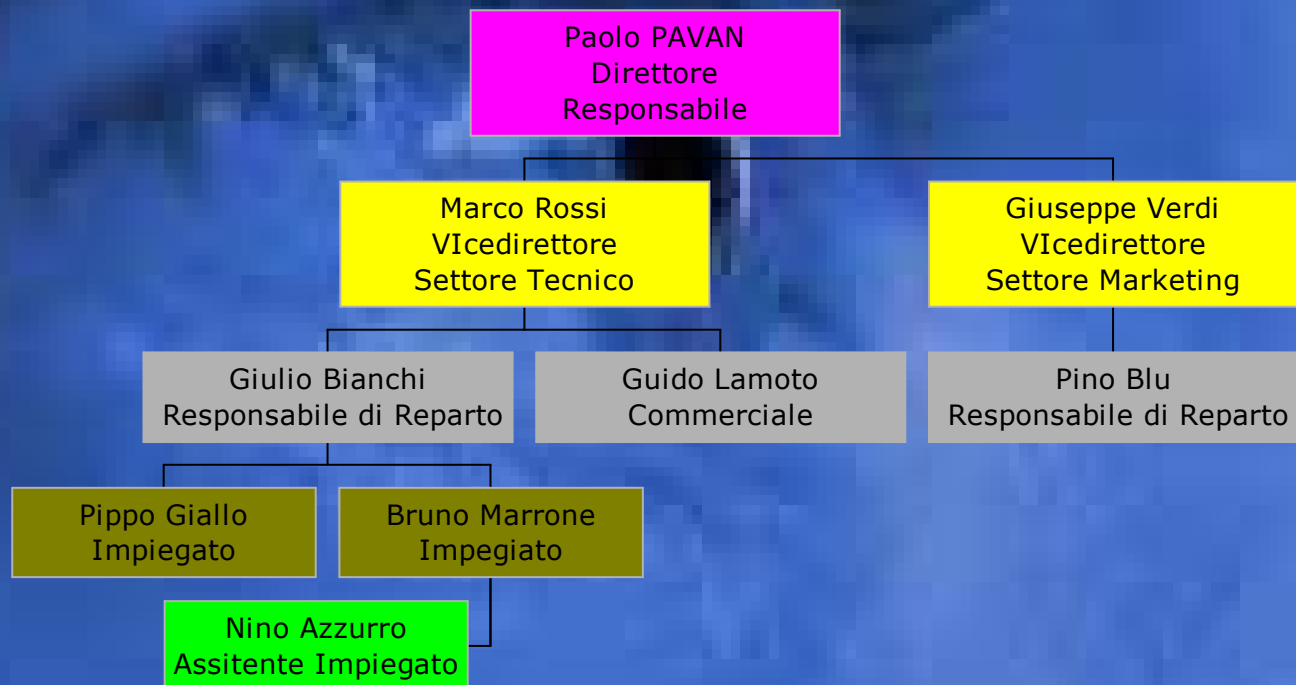 Paolo PAVAN
Direttore
Responsabile
Marco Rossi
VIcedirettore
Settore Tecnico
Giuseppe Verdi
VIcedirettore
Settore Marketing
Giulio Bianchi
Responsabile di Reparto
Guido Lamoto
Commerciale
Pino Blu
Responsabile di Reparto
Pippo Giallo
Impiegato
Bruno Marrone
Impegiato
Nino Azzurro
Assitente Impiegato